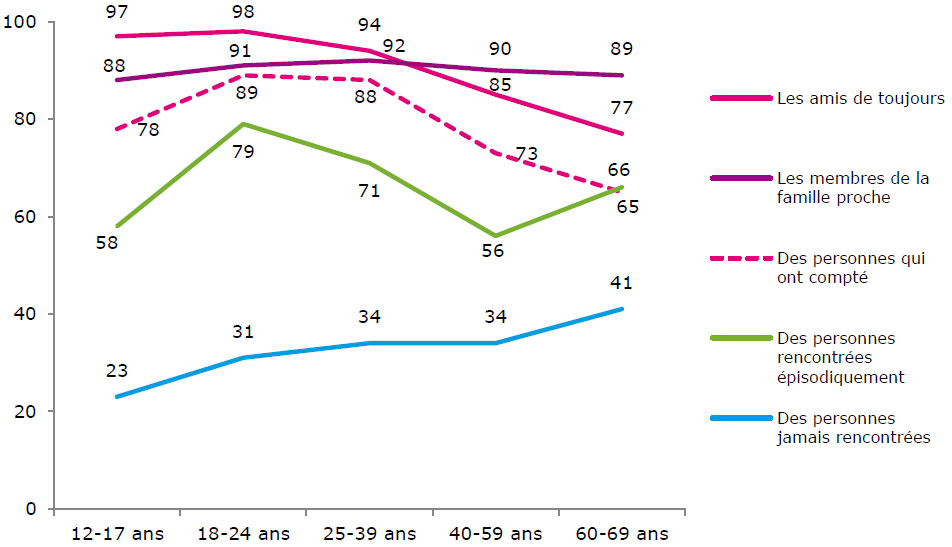 97
98
94
92
90
89
88
91
85
77
78
89
88
73
66
65
58
79
71
56
23
31
34
34
41
100
80
60
40
20
0
12-17 ans
18-24 ans
25-39 ans
40-59 ans
60-69 ans
Les amis de toujours
Les membres de la
famille proche
Des personnes qui
ont compté
Des personnes
rencontrées
épisodiquement
Des personnes
jamais rencontrées